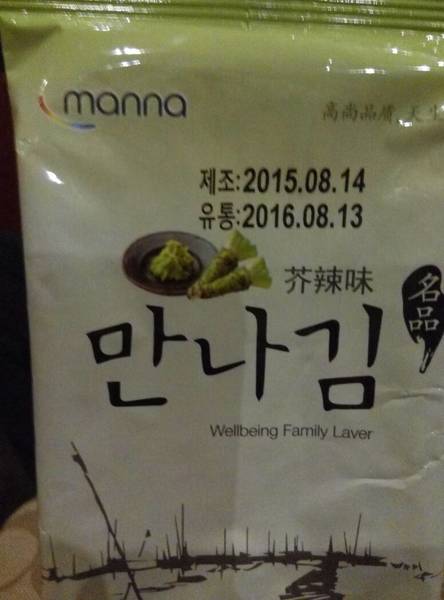 manna
高尚品质 天
제조:2015.08.14
유통:2016.08.13
芥辣味
名品
만나김
Wellbeing Family Laver